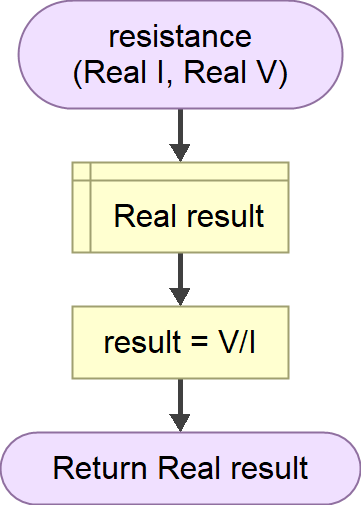 resistance
(Real I, Real V)
Real result
result = V/I
Return Real result